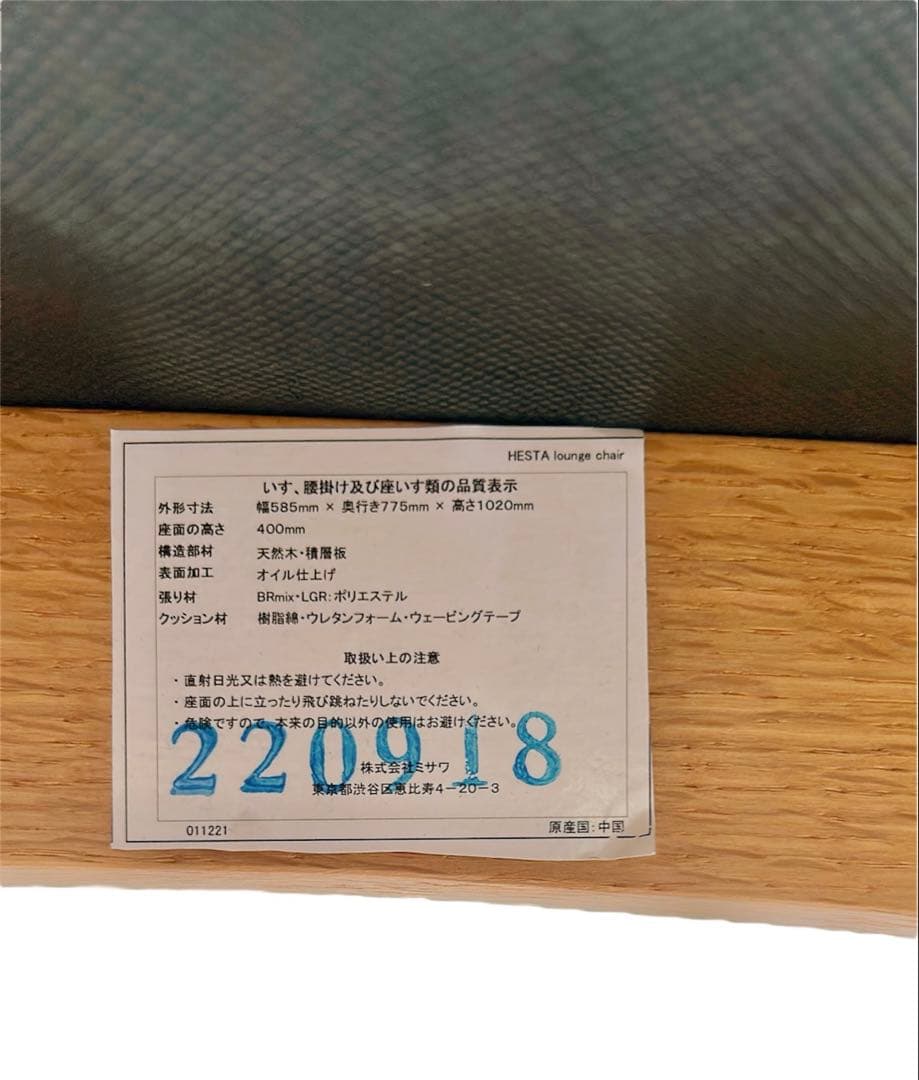 HESTA lounge chair
いす、腰掛け及び座いす類の品質表示
外形寸法 幅585mm × 奥行き775mm × 高さ1020mm
座面の高さ 400mm
構造部材 天然木・積層板
表面加工 オイル仕上げ
張り材 BRmix・LGR:ポリエステル
クッション材 樹脂綿・ウレタンフォーム・ウェービングテープ
取扱い上の注意
・直射日光又は熱を避けてください。
・座面の上に立ったり飛び跳ねたりしないでください。
・危険ですので、本来の目的以外の使用はお避けください。
220918
株式会社ミサワ
東京都渋谷区恵比寿4－20－3
011221 原産国:中国